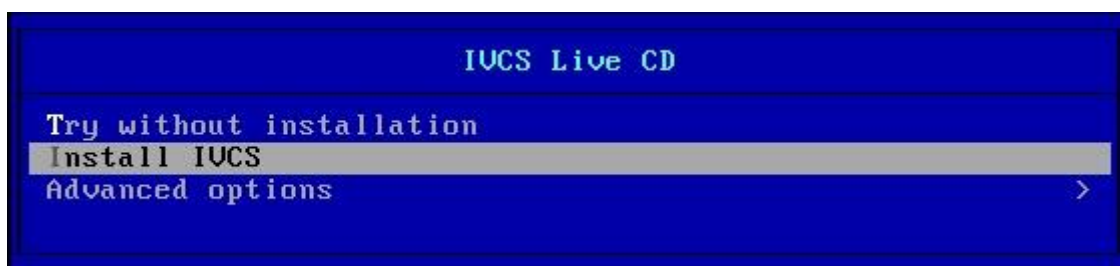 IVCS Live CD
Try without installation
Install IVCS
Advanced options >